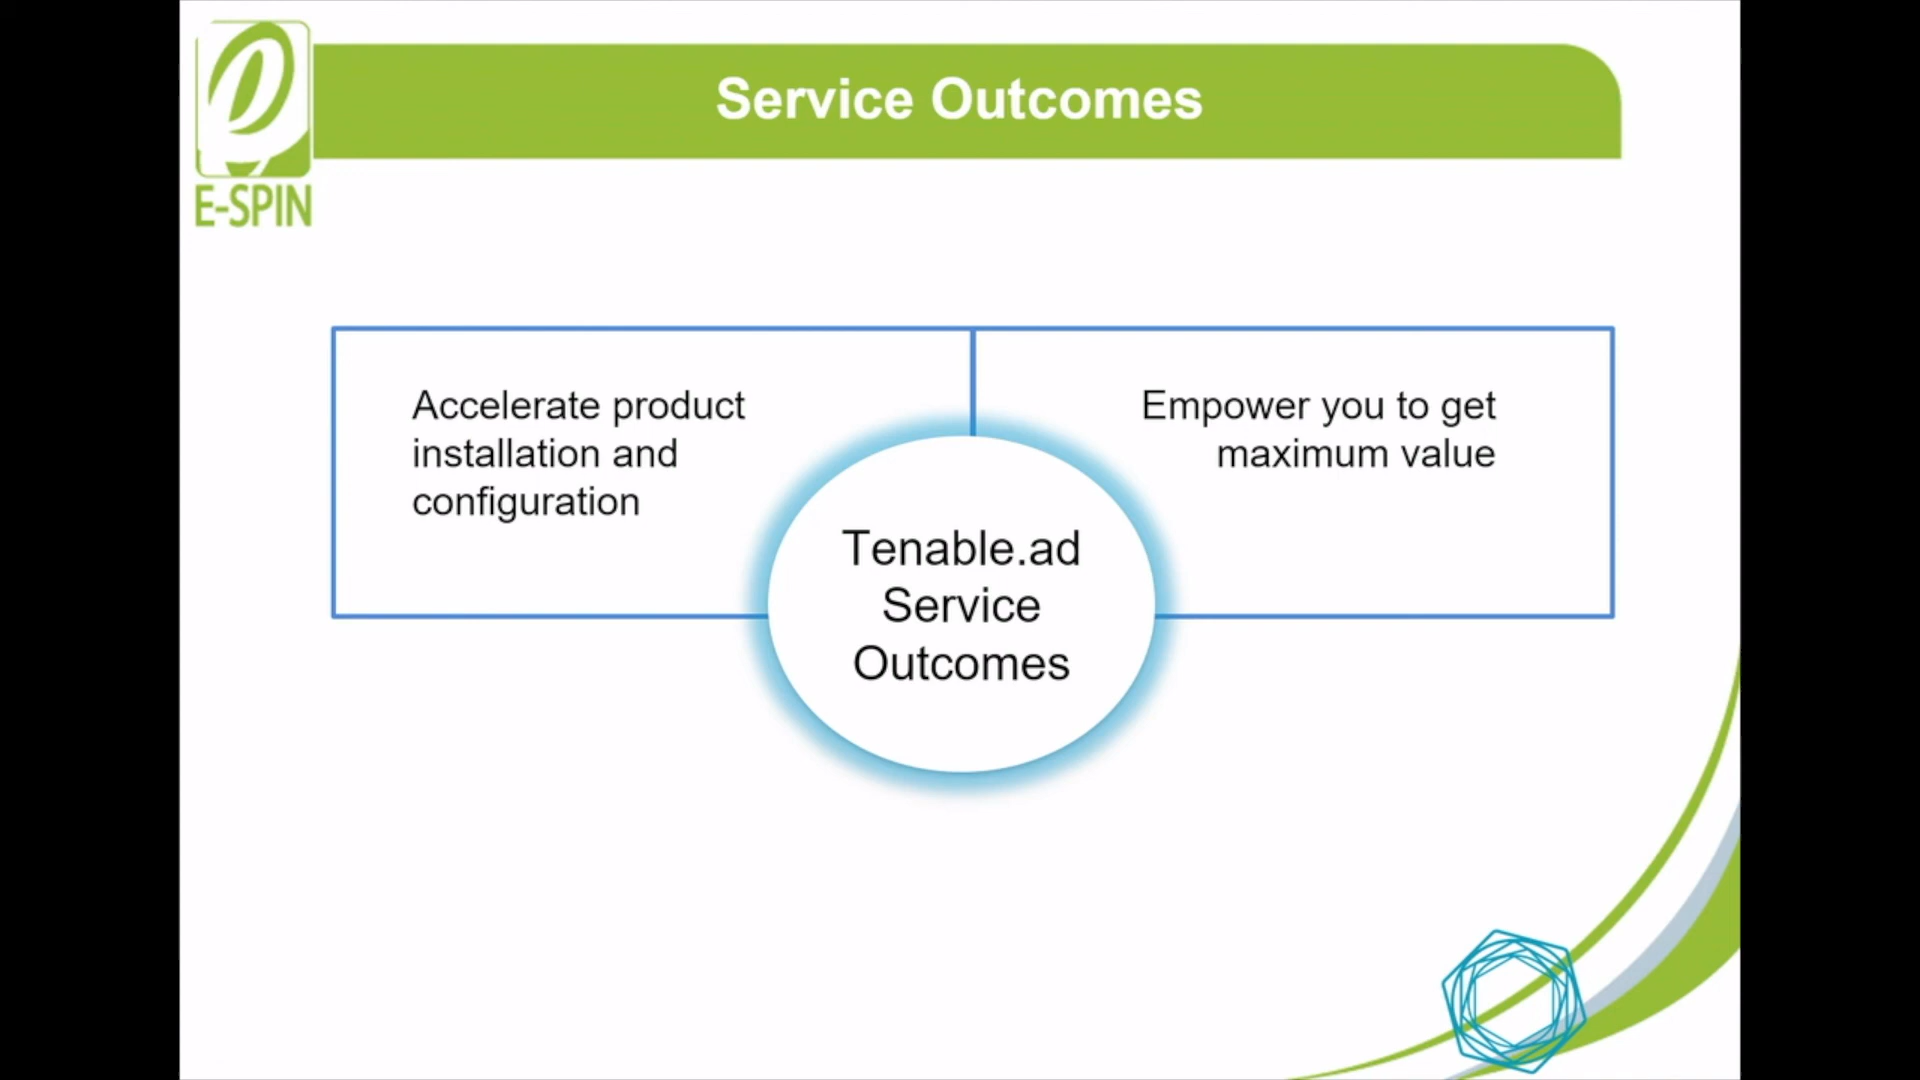 Service Outcomes
E-SPIN
Accelerate product
installation and
configuration
Empower you to get
maximum value
Tenable.ad
Service
Outcomes